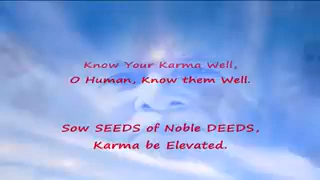 Know Your Karma Well,
O Human, Know them Well.
Sow SEEDS of Noble DEEDS,
Karma be Elevated.